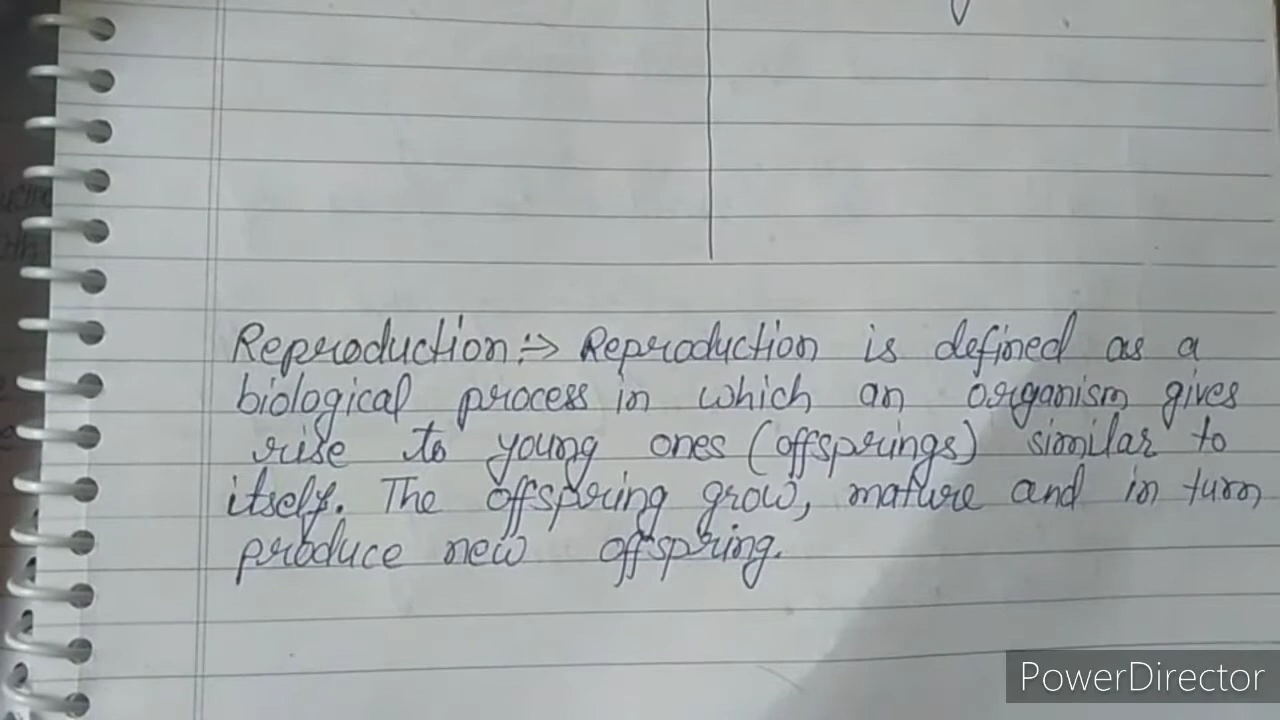 Reproduction :-> Reproduction is defined as a
biological process in which an organism gives
rise to young ones (offsprings) similar to
itself. The offspring grow, mature and in turn
produce new offspring.
PowerDirector